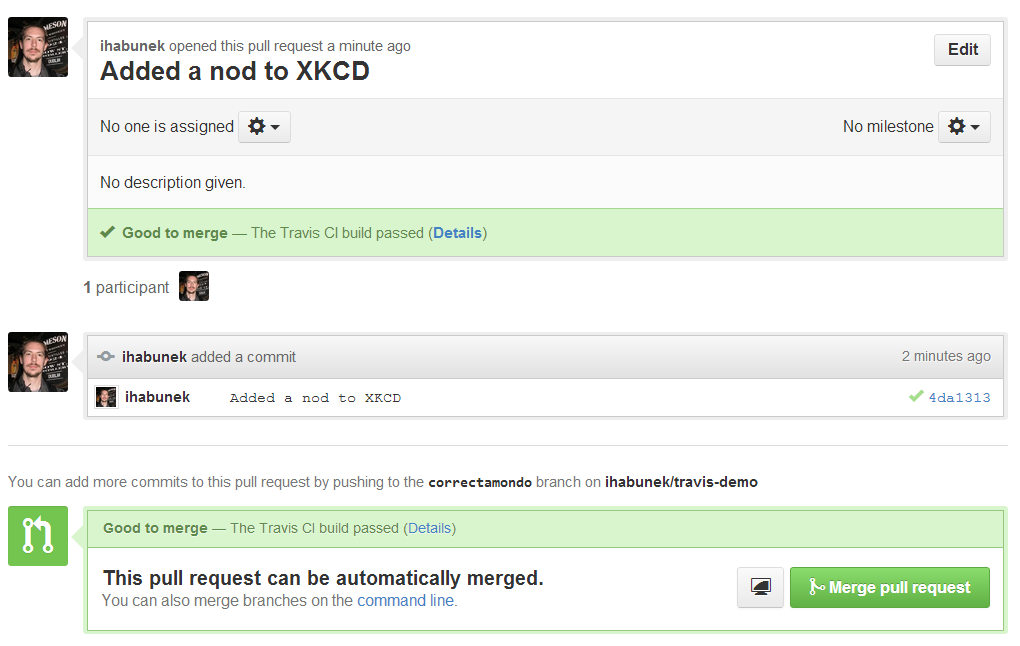 ihabunek opened this pull request a minute ago
Edit
Added a nod to XKCD
No one is assigned
No milestone
No description given.
Good to merge — The Travis CI build passed (Details)
1 participant
ihabunek added a commit
2 minutes ago
ihabunek Added a nod to XKCD 4da1313
You can add more commits to this pull request by pushing to the correctamondo branch on ihabunek/travis-demo
Good to merge — The Travis CI build passed (Details)
This pull request can be automatically merged.
You can also merge branches on the command line.
Merge pull request